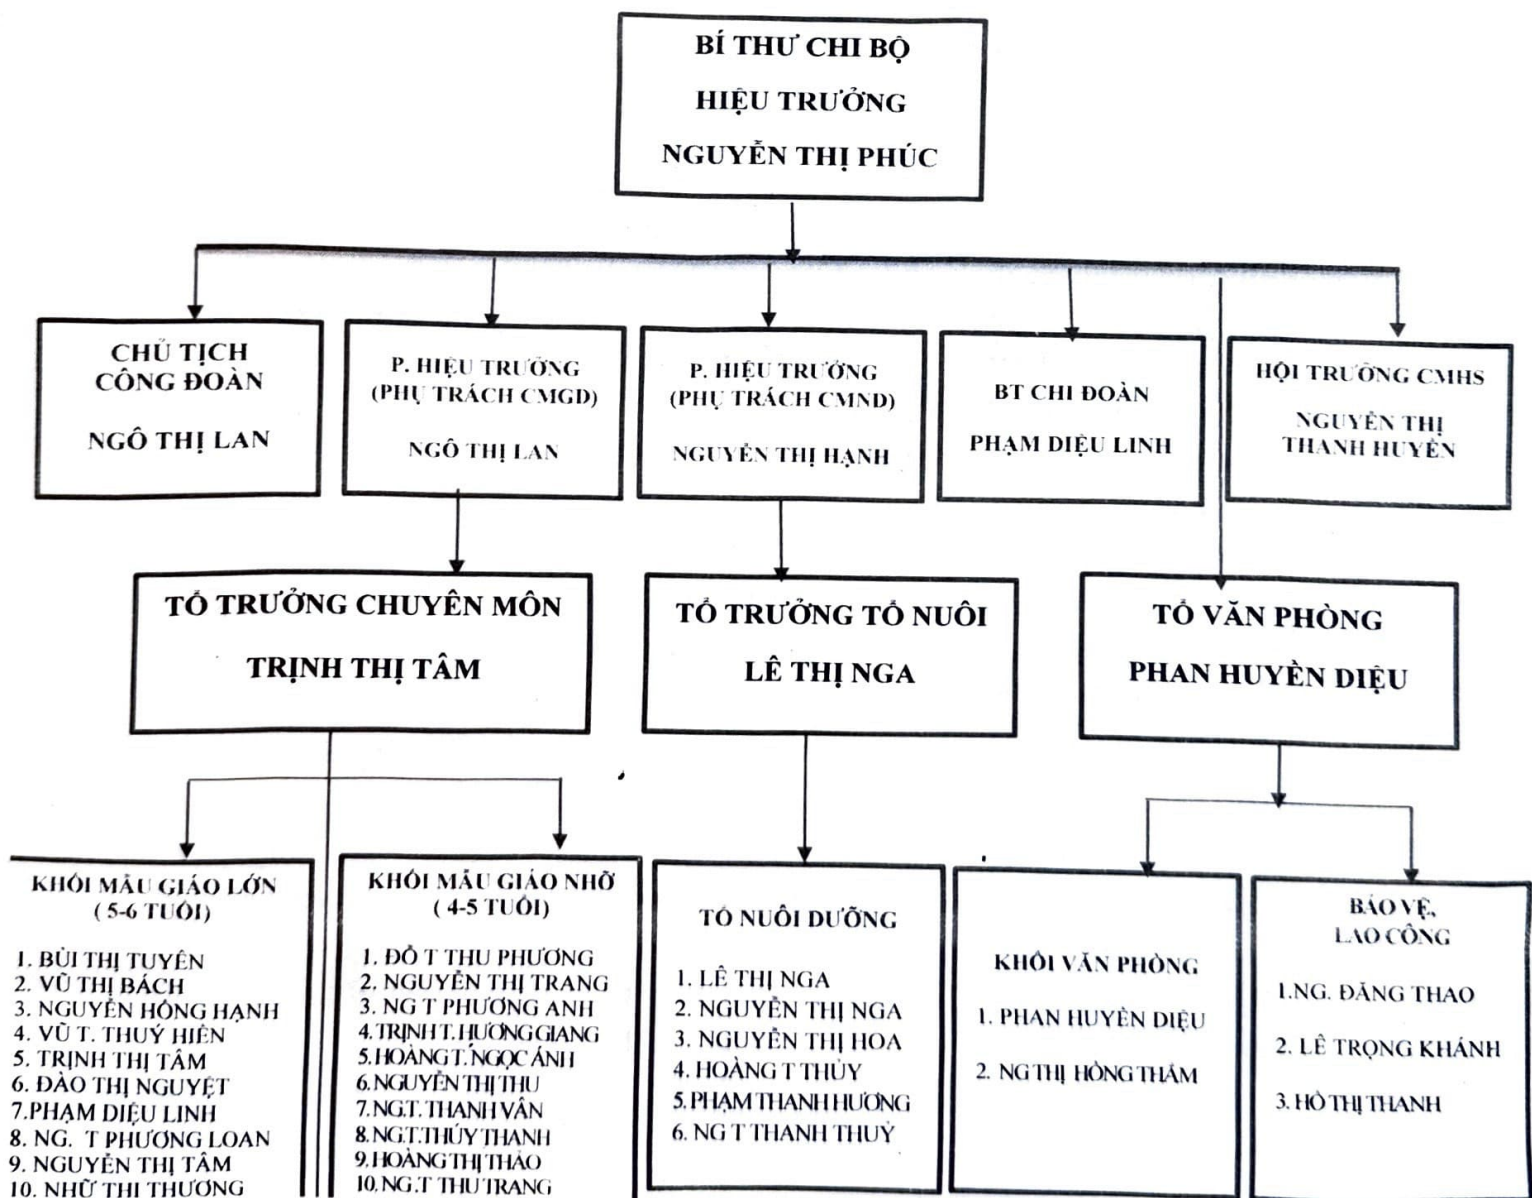 BÍ THƯ CHI BỘ
HIỆU TRƯỞNG
NGUYỄN THỊ PHÚC
CHỦ TỊCH
CÔNG ĐOÀN
NGÔ THỊ LAN
P. HIỆU TRƯỞNG
(PHỤ TRÁCH CMGD)
NGÔ THỊ LAN
P. HIỆU TRƯỞNG
(PHỤ TRÁCH CMND)
NGUYỄN THỊ HẠNH
BT CHI ĐOÀN
PHẠM DIỆU LINH
HỘI TRƯỞNG CMHS
NGUYỄN THỊ
THANH HUYỀN
TỔ TRƯỞNG CHUYÊN MÔN
TRỊNH THỊ TÂM
TỔ TRƯỞNG TỔ NUÔI
LÊ THỊ NGA
TỔ VĂN PHÒNG
PHAN HUYỀN DIỆU
KHỐI MẪU GIÁO LỚN
( 5-6 TUỔI)
1. BÙI THỊ TUYÊN
2. VŨ THỊ BÁCH
3. NGUYỄN HỒNG HẠNH
4. VŨ T. THUÝ HIỀN
5. TRỊNH THỊ TÂM
6. ĐÀO THỊ NGUYỆT
7.PHẠM DIỆU LINH
8. NG. T PHƯƠNG LOAN
9. NGUYỄN THỊ TÂM
10. NHỮ THỊ THƯƠNG
KHỐI MẪU GIÁO NHỠ
( 4-5 TUỔI)
1. ĐỖ T THU PHƯƠNG
2. NGUYỄN THỊ TRANG
3. NG T PHƯƠNG ANH
4.TRỊNH T. HƯƠNG GIANG
5.HOÀNG T.NGỌC ÁNH
6.NGUYỄN THỊ THU
7.NG.T. THANH VÂN
8.NG.T.THÚY THANH
9.HOÀNG THỊ THẢO
10.NG.T THU TRANG
TỔ NUÔI DƯỠNG
1. LÊ THỊ NGA
2. NGUYỄN THỊ NGA
3. NGUYỄN THỊ HOA
4. HOÀNG T THỦY
5.PHẠM THANH HƯƠNG
6. NG T THANH THUỶ
KHỐI VĂN PHÒNG
1. PHAN HUYỀN DIỆU
2. NG THỊ HỒNG THẮM
BẢO VỆ,
LAO CÔNG
1.NG. ĐĂNG THAO
2. LÊ TRỌNG KHÁNH
3. HỒ THỊ THANH